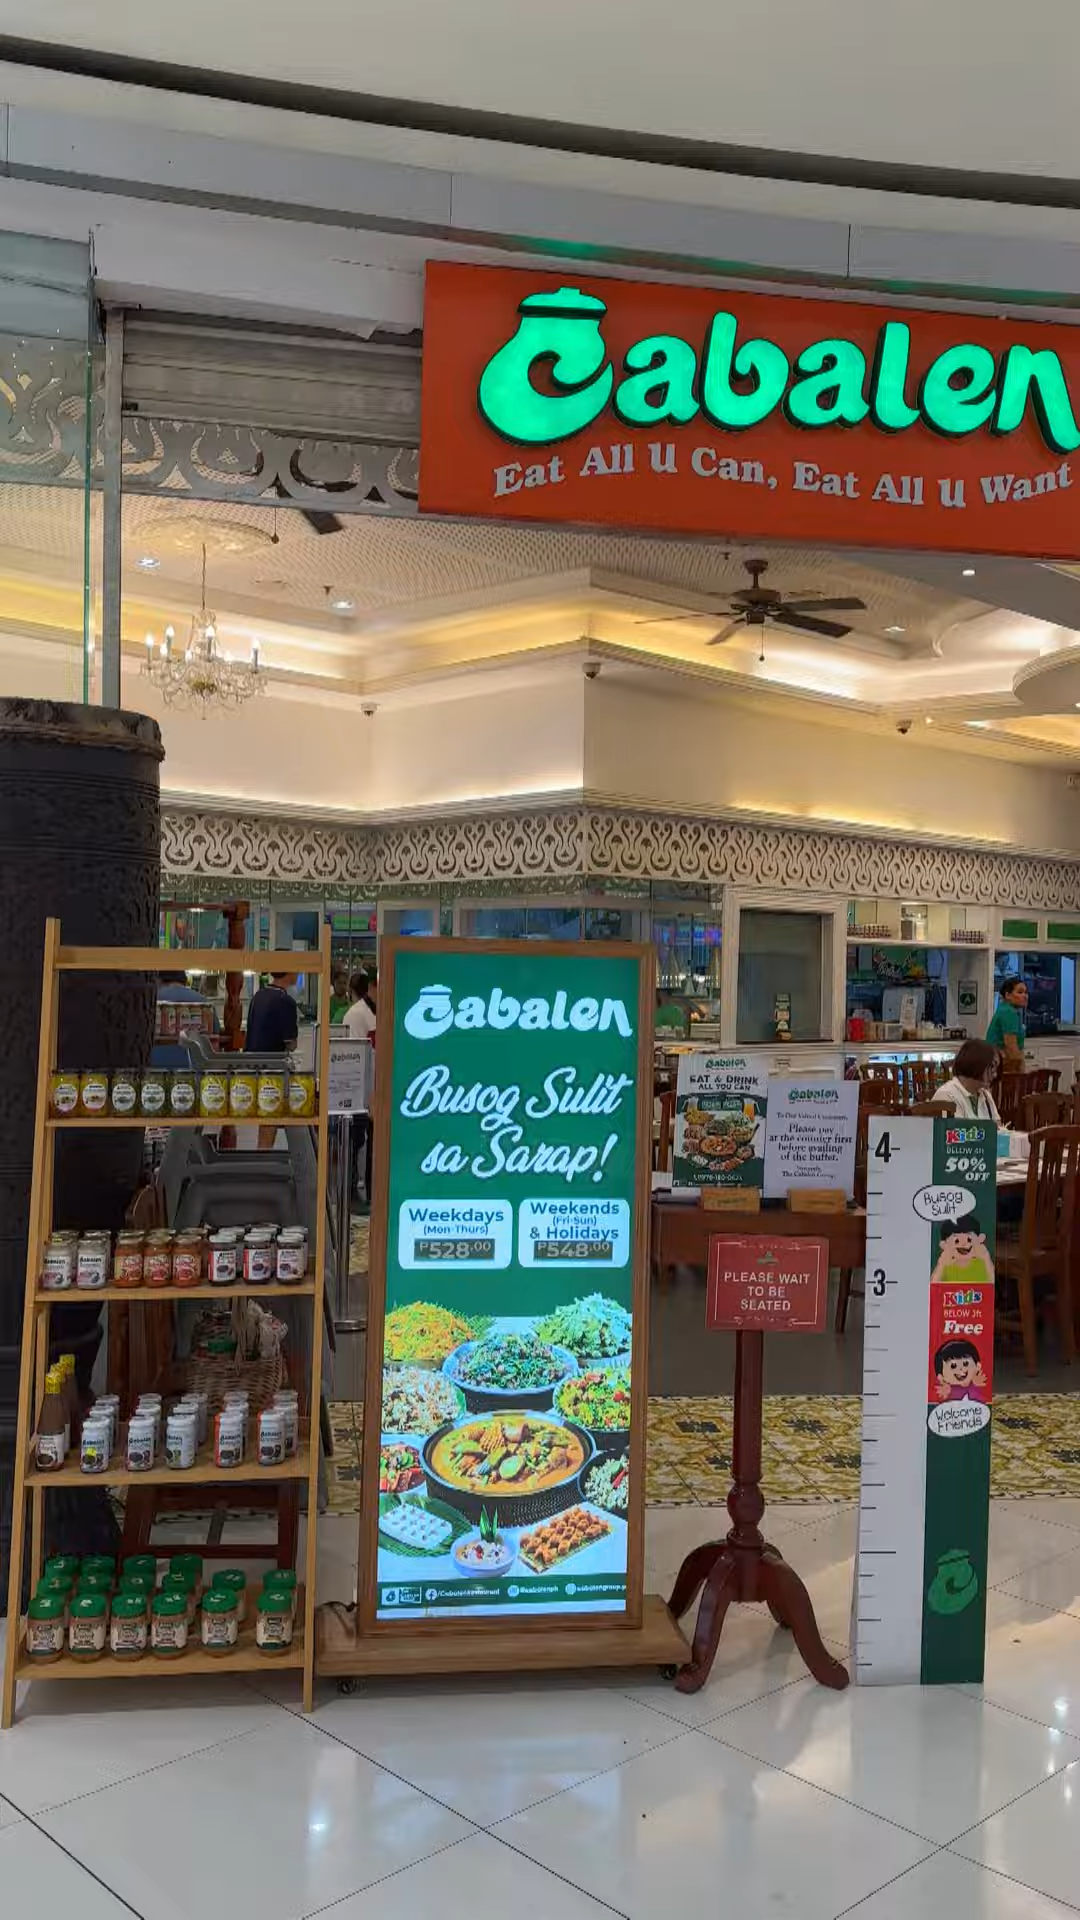 Cabalen
Eat All U Can, Eat All U Want
Cabalen
Busog Sulit
sa Sarap!
Weekdays
(Mon-Thurs)
₱528.00
Weekends
(Fri-Sun)
& Holidays
₱548.00
Cabalen
EAT & DRINK
ALL YOU CAN
Cabalen
To Our Valued Customers,
Please pay
at the counter first
before availing
of the buffet.
The Cabalen Group
PLEASE WAIT
TO BE
SEATED
4
Kids
BELOW 4ft
50%
OFF
Busog
Sulit
3
Kids
BELOW 3ft
Free
Welcome
Friends
Cabalen